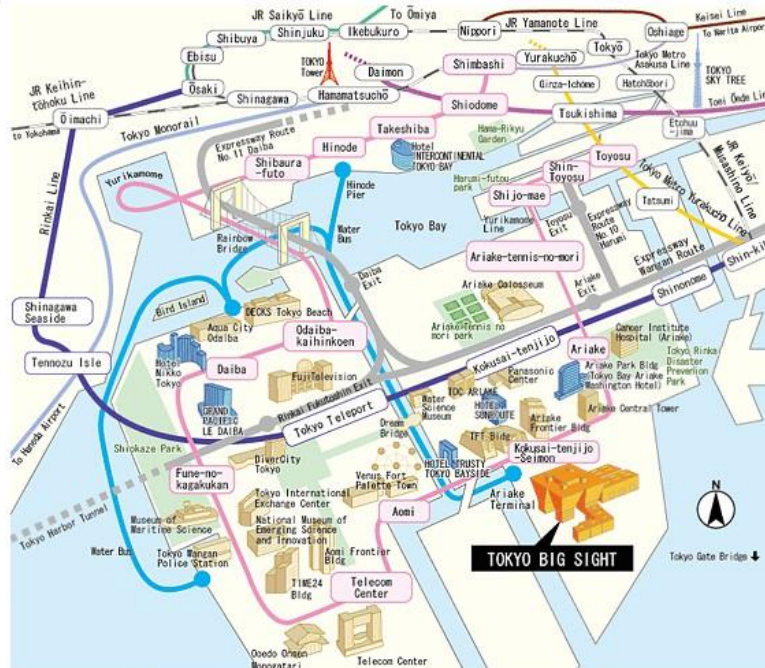 JR Saikyō Line
To Ōmiya
Shibuya
Shinjuku
Ikebukuro
Nippori
JR Yamanote Line
Oshiage
Keisei Line
To Narita Airport
Ebisu
TOKYO
Tower
Shimbashi
Yurakuchō
Tōkyō
Tokyo Metro
Asakusa Line
Daimon
TOKYO
SKY TREE
Ōsaki
JR Keihin-
Tōhoku Line
Shinagawa
Hamamatsuchō
Ginza-1chōme
Hatchōbori
Shiodome
Toei Ōedo Line
Ōimachi
to Yokohama
Tokyo Monorail
Expressway Route
No.11 Daiba
Takeshiba
Hinode
Shibaura
-futo
Tsukishima
Etchuu
-jima
Hama-Rikyu
Garden
Hotel
INTERCONTINENTAL
TOKYO BAY
Harumi-futou
park
Toyosu
Shin-
Toyosu
Shijo-mae
JR Keiyō
Musashino Line
Tokyo Metro Yurakucho Line
Tatsumi
Yurikamome
Rinkai Line
Hinode
Pier
Water
Bus
Tokyo Bay
Yurikamome
Line
Toyosu
Exit
Expressway
Route
No.10
Harumi
Expressway
Wangan Route
Rainbow
Bridge
Daiba
Exit
Ariake-tennis-no-mori
Ariake Colosseum
Ariake
Exit
Shinonome
Shin-ki
Shinagawa
Seaside
Bird Island
DECKS Tokyo Beach
Aqua City
Odaiba
Odaiba-
kaihinkoen
Ariake-Tennis no
mori park
Kokusai-tenjijo
Ariake
Cancer Institute
Hospital (Ariake)
Tennozu Isle
Hotel
Nikko
Tokyo
Daiba
FujiTelevision
Panasonic
Center
TOC ARIAKE
Ariake Park Bldg
(Tokyo Bay Ariake
Washington Hotel)
Tokyo Rinkai
Disaster
Prevention
Park
GRAND
PACIFIC
LE DAIBA
Rinkai Fukutoshin Exit
Tokyo Teleport
Water
Science
Museum
HOTEL
SUNROUTE
Ariake Central Tower
Ariake
Frontier Bldg
To Haneda Airport
Shiokaze Park
Dream
Bridge
TFT Bldg
Kokusai-tenjijo
-Seimon
DiverCity
Tokyo
HOTEL TRUSTY
TOKYO BAYSIDE
Fune-no-
kagakukan
Venus Fort
Palette Town
Tokyo International
Exchange Center
Ariake
Terminal
Aomi
Tokyo Harbor Tunnel
Museum of
Maritime Science
National Museum of
Emerging Science
and Innovation
Aomi Frontier
Bldg
N
Water Bus
Tokyo Wangan
Police Station
TOKYO BIG SIGHT
Tokyo Gate Bridge
TIME24
Bldg
Telecom
Center
Ooedo Onsen
Monogatari
Telecom Center